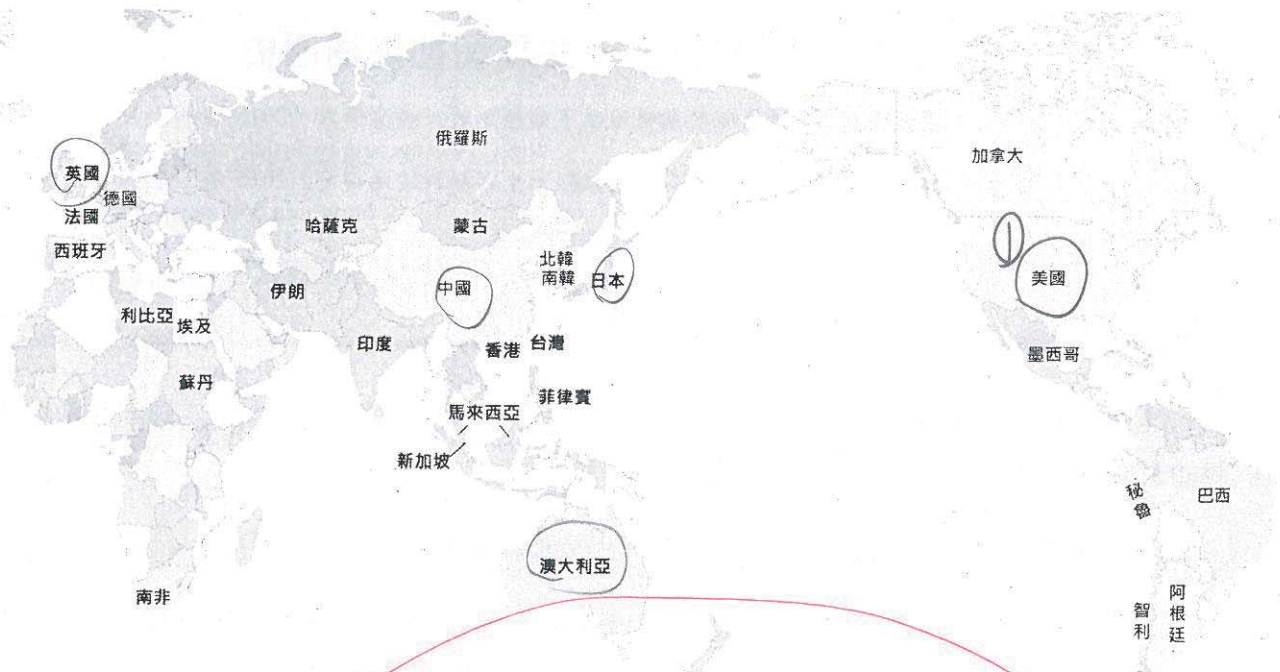 俄羅斯
加拿大
英國
德國
法國
哈薩克
蒙古
西班牙
北韓
南韓
日本
中國
美國
伊朗
利比亞
埃及
印度
香港
台灣
墨西哥
蘇丹
菲律賓
馬來西亞
新加坡
秘魯
巴西
澳大利亞
南非
智利
阿根廷